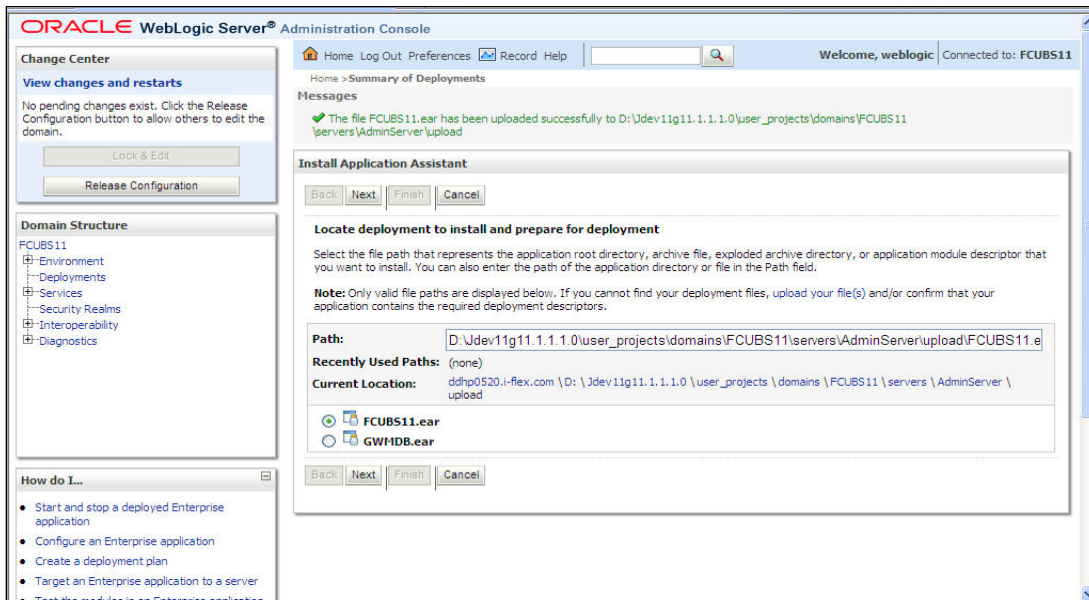 ORACLE WebLogic Server® Administration Console
Change Center
View changes and restarts
No pending changes exist. Click the Release
Configuration button to allow others to edit the
domain.
Lock & Edit
Release Configuration
Domain Structure
FCUBS11
Environment
Deployments
Services
Security Realms
Interoperability
Diagnostics
How do I...
Start and stop a deployed Enterprise
application
Configure an Enterprise application
Create a deployment plan
Target an Enterprise application to a server
Test the modules in an Enterprise application
Home Log Out Preferences Record Help
Welcome, weblogic Connected to: FCUBS11
Home >Summary of Deployments
Messages
The file FCUBS11.ear has been uploaded successfully to D:\Jdev11g11.1.1.1.0\user_projects\domains\FCUBS11
\servers\AdminServer\upload
Install Application Assistant
Back Next Finish Cancel
Locate deployment to install and prepare for deployment
Select the file path that represents the application root directory, archive file, exploded archive directory, or application module descriptor that
you want to install. You can also enter the path of the application directory or file in the Path field.
Note: Only valid file paths are displayed below. If you cannot find your deployment files, upload your file(s) and/or confirm that your
application contains the required deployment descriptors.
Path: D:\Jdev11g11.1.1.1.0\user_projects\domains\FCUBS11\servers\AdminServer\upload\FCUBS11.e
Recently Used Paths: (none)
Current Location: ddhp0520.i-flex.com \D: \Jdev11g11.1.1.1.0 \user_projects \domains \FCUBS11 \servers \AdminServer \
upload
FCUBS11.ear
GWMDB.ear
Back Next Finish Cancel